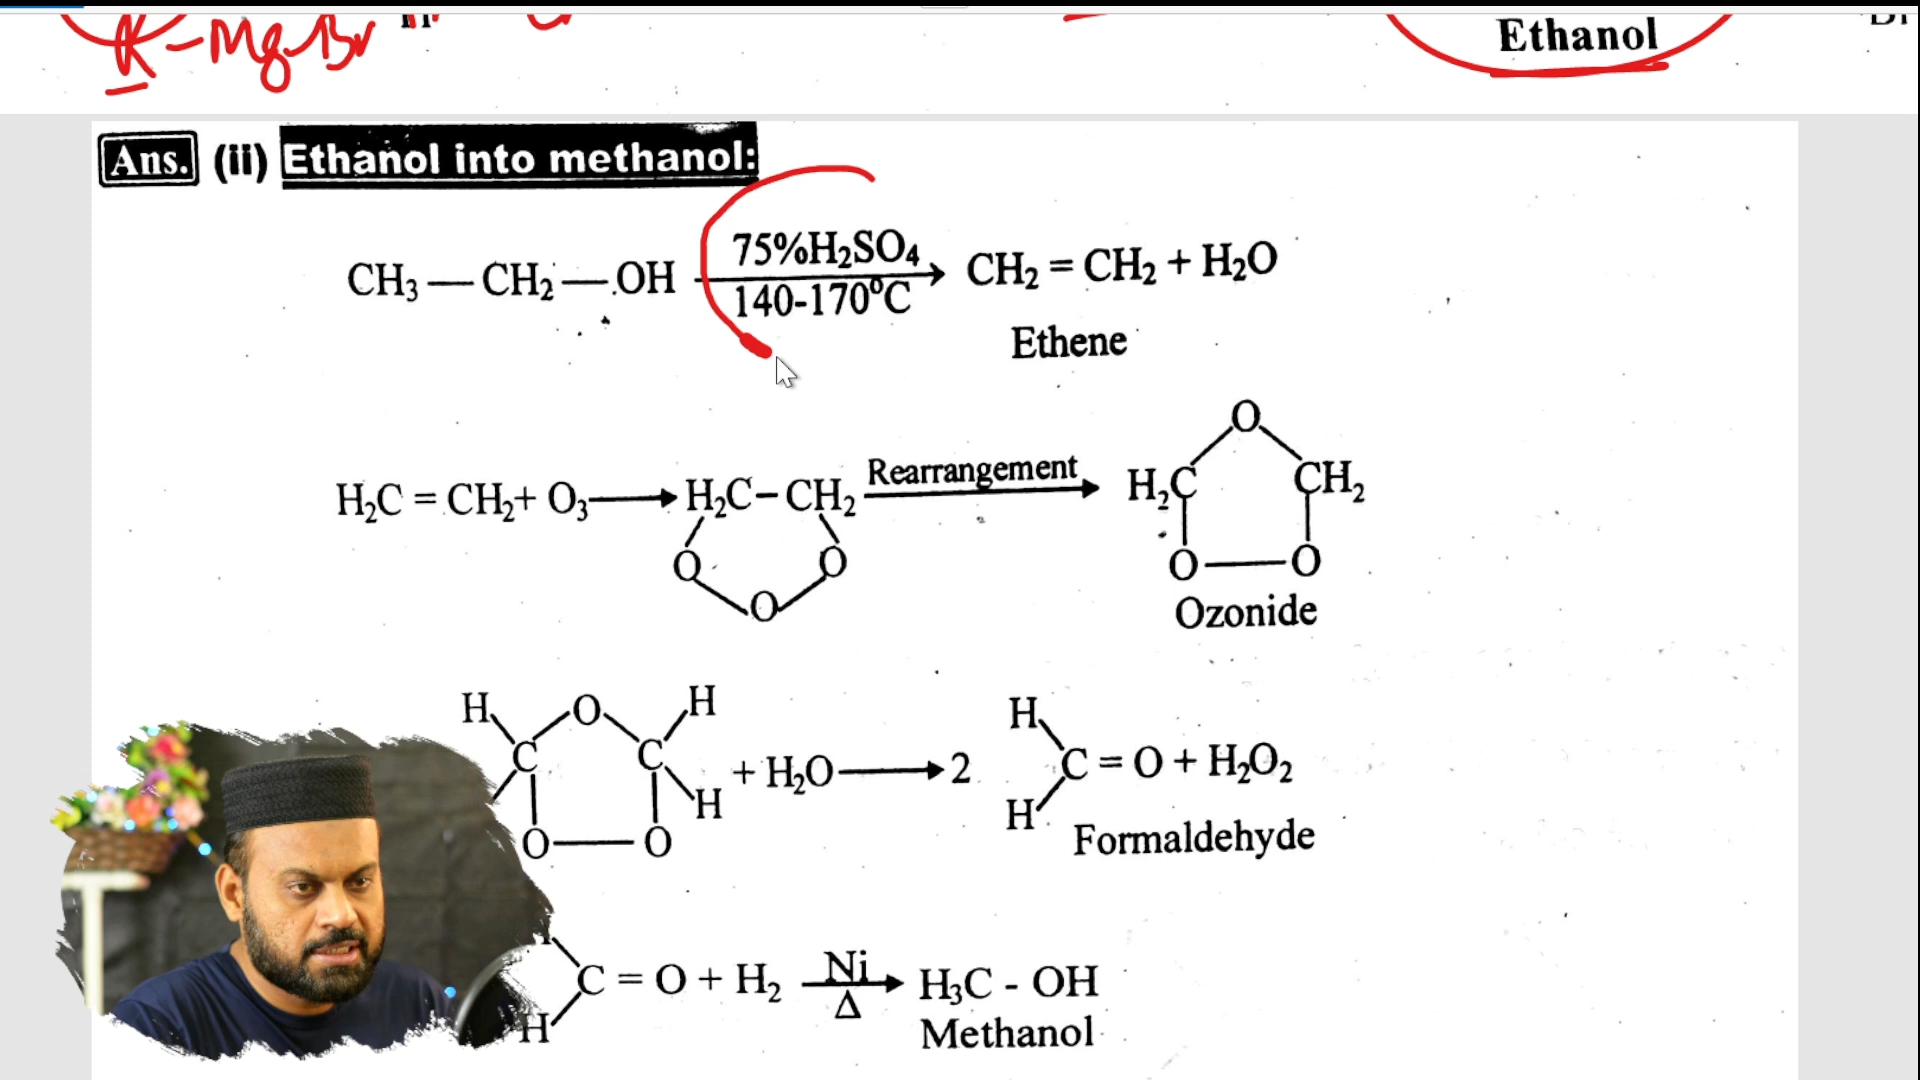 R-MgBr
Ethanol
Ans. (ii) Ethanol into methanol:
CH₃ — CH₂ — OH 75%H₂SO₄ 140-170⁰C → CH₂ = CH₂ + H₂O
Ethene
H₂C = CH₂ + O₃ → H₂C – CH₂ Rearrangement → H₂C O CH₂
O O O O
O
Ozonide
H O H H
C C + H₂O → 2 C = O + H₂O₂
H H
O — O Formaldehyde
C = O + H₂ Ni Δ → H₃C - OH
H Methanol